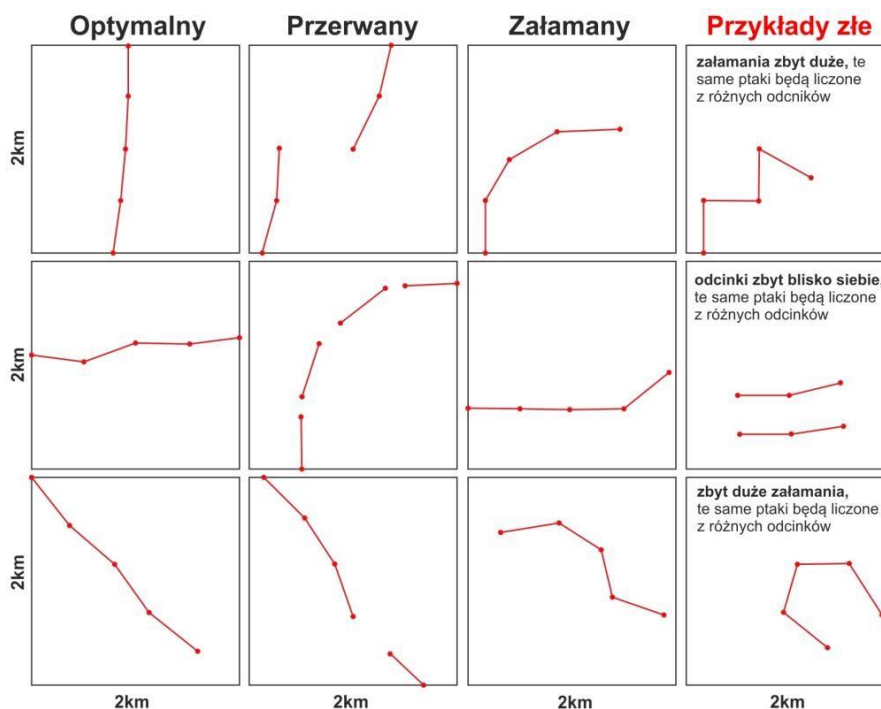 Optymalny
Przerwany
Załamany
Przykłady złe
2km
załamania zbyt duże, te
same ptaki będą liczone
z różnych odcników
2km
odcinki zbyt blisko siebie,
te same ptaki będą liczone
z różnych odcinków
2km
zbyt duże załamania,
te same ptaki będą liczone
z różnych odcinków
2km
2km
2km
2km